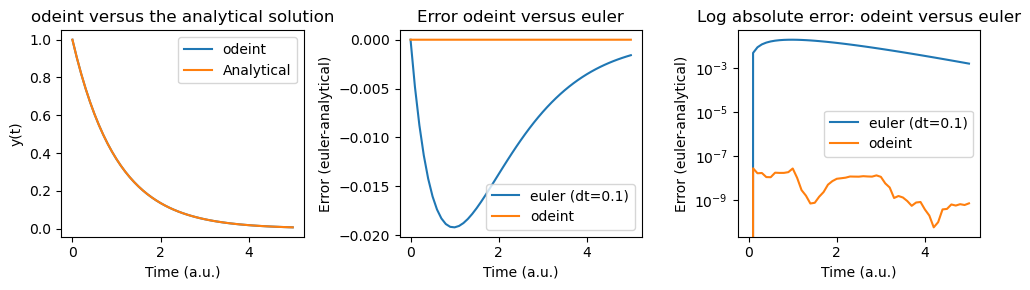 odeint versus the analytical solution
1.0
0.8
0.6
0.4
0.2
0.0
y(t)
odeint
Analytical
0 2 4
Time (a.u.)
Error odeint versus euler
0.000
−0.005
−0.010
−0.015
−0.020
Error (euler-analytical)
euler (dt=0.1)
odeint
0 2 4
Time (a.u.)
Log absolute error: odeint versus euler
10⁻³
10⁻⁵
10⁻⁷
10⁻⁹
Error (euler-analytical)
euler (dt=0.1)
odeint
0 2 4
Time (a.u.)